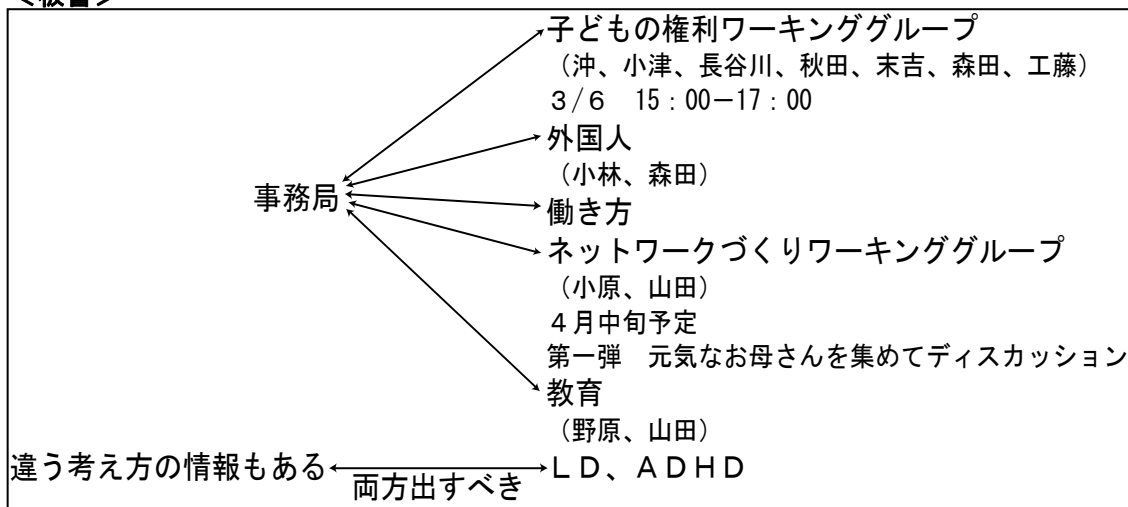 ＜板書＞
子どもの権利ワーキンググループ
（沖、小津、長谷川、秋田、末吉、森田、工藤）
３/６　15：00－17：00
外国人
（小林、森田）
事務局
働き方
ネットワークづくりワーキンググループ
（小原、山田）
４月中旬予定
第一弾　元気なお母さんを集めてディスカッション
教育
（野原、山田）
違う考え方の情報もある
両方出すべき
ＬＤ、ＡＤＨＤ